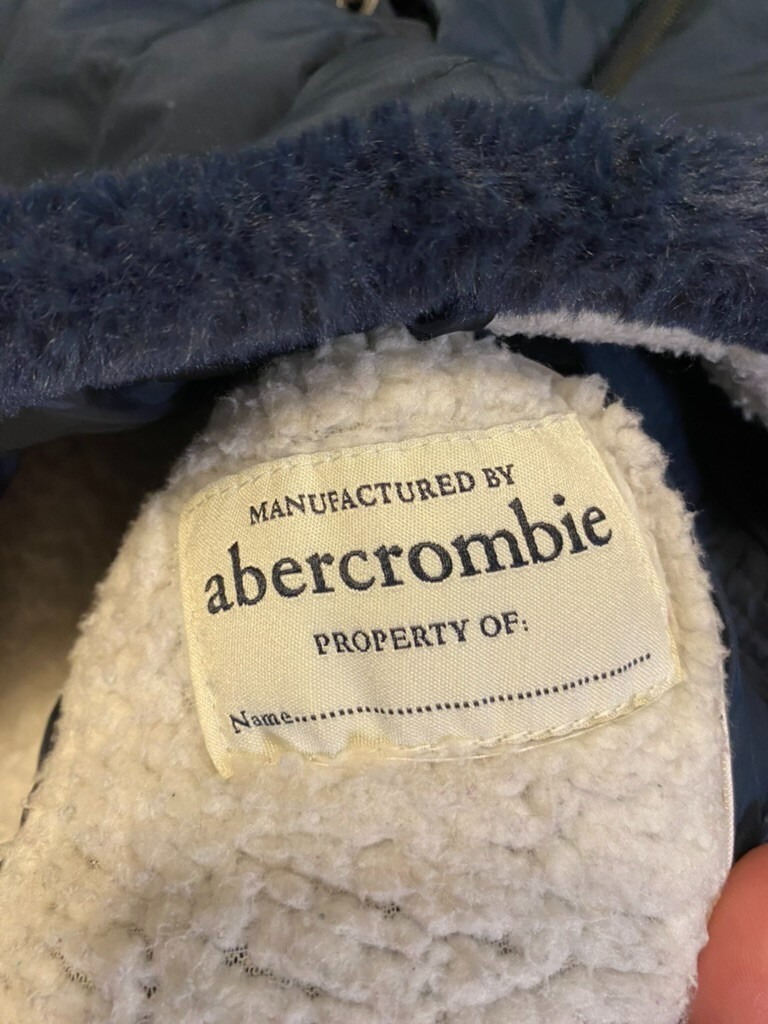 MANUFACTURED BY
abercrombie
PROPERTY OF:
Name........................................